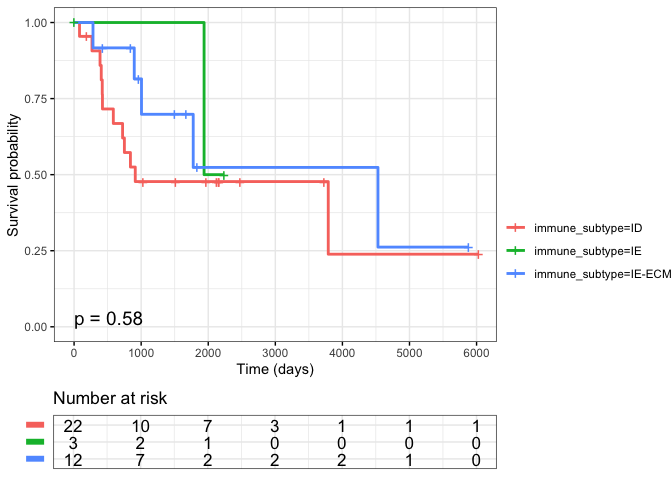 1.00
0.75
0.50
0.25
0.00
Survival probability
p = 0.58
0 1000 2000 3000 4000 5000 6000
Time (days)
immune_subtype=ID
immune_subtype=IE
immune_subtype=IE-ECM
Number at risk
22 10 7 3 1 1 1
3 2 1 0 0 0 0
12 7 2 2 2 1 0